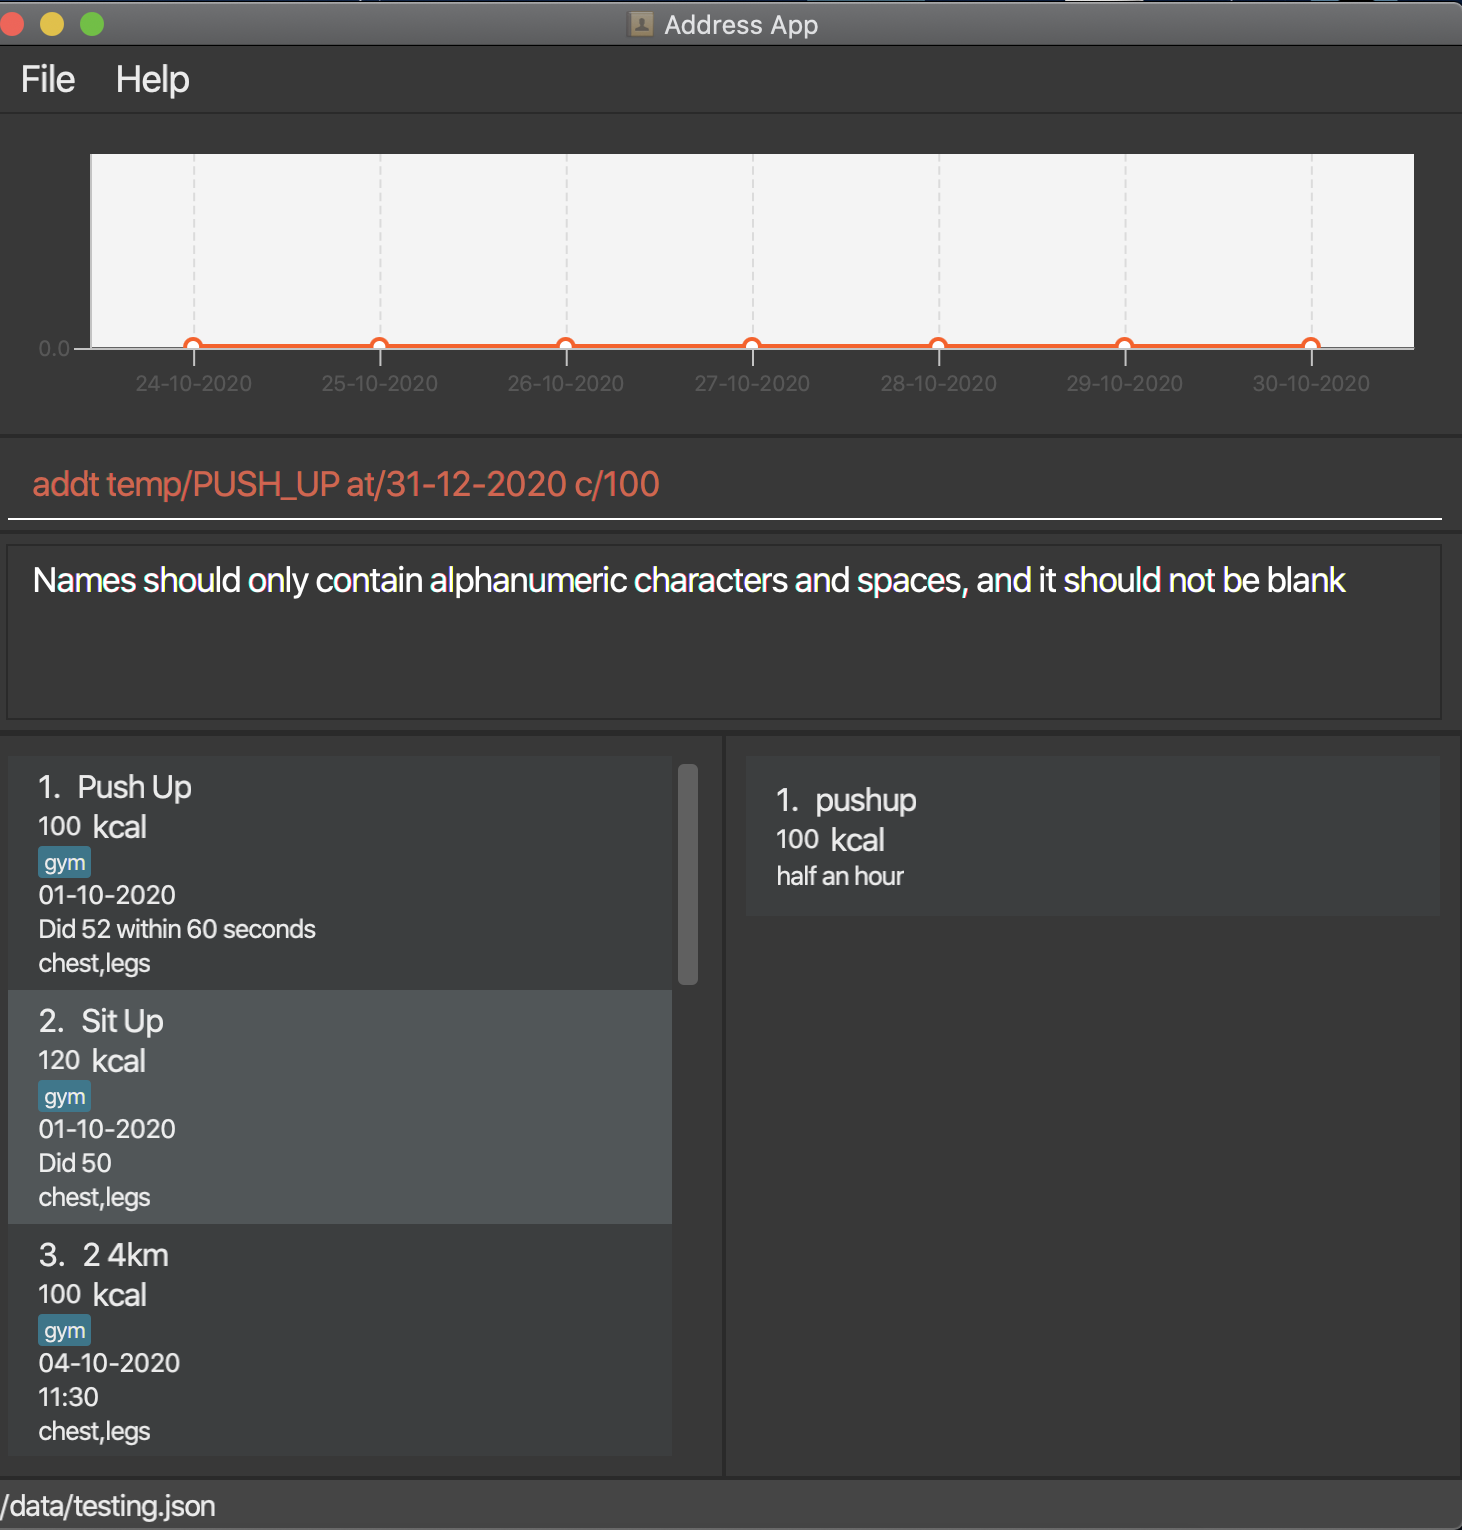 Address App
File Help
0.0
24-10-2020 25-10-2020 26-10-2020 27-10-2020 28-10-2020 29-10-2020 30-10-2020
addt temp/PUSH_UP at/31-12-2020 c/100
Names should only contain alphanumeric characters and spaces, and it should not be blank
1. Push Up
100 kcal
gym
01-10-2020
Did 52 within 60 seconds
chest,legs
2. Sit Up
120 kcal
gym
01-10-2020
Did 50
chest,legs
3. 2 4km
100 kcal
gym
04-10-2020
11:30
chest,legs
1. pushup
100 kcal
half an hour
/data/testing.json